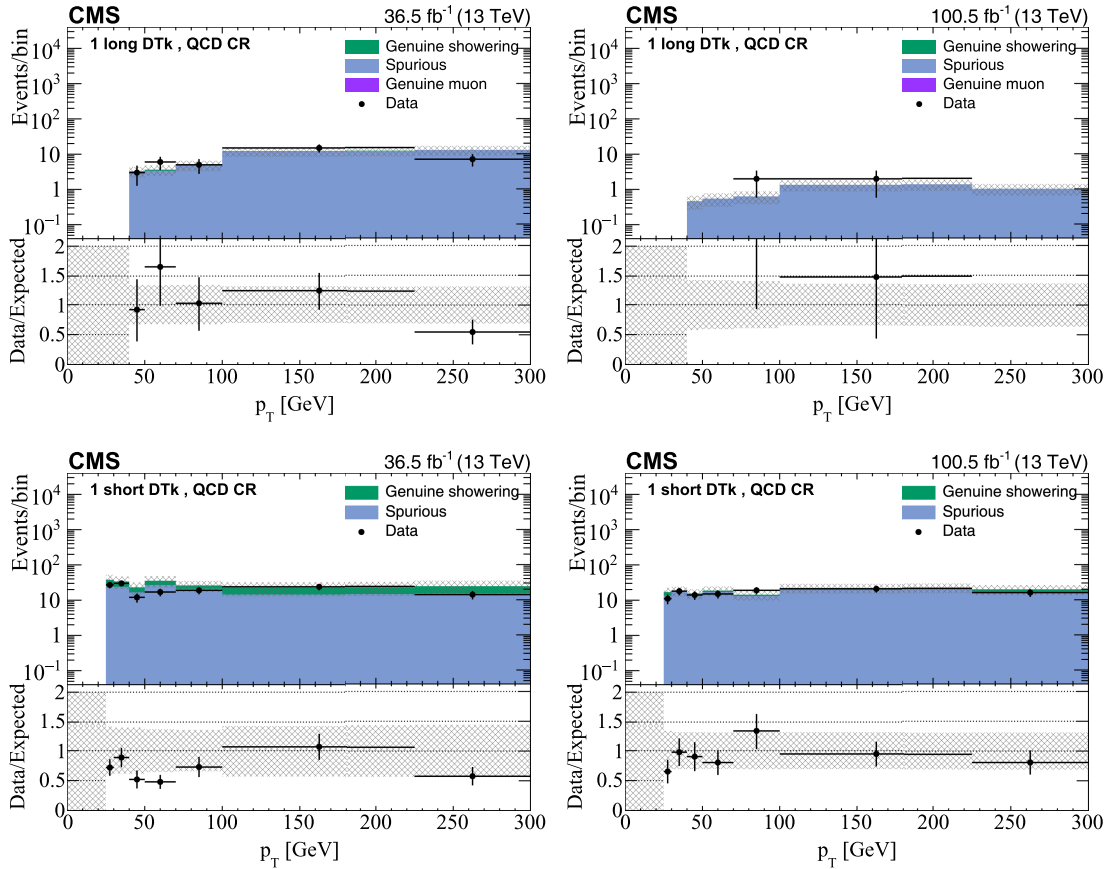 CMS 36.5 fb-1 (13 TeV)
1 long DTk , QCD CR
Genuine showering
Spurious
Genuine muon
Data
Events/bin
10^4
10^3
10^2
10
1
10^-1
Data/Expected
2
1.5
1
0.5
0
0 50 100 150 200 250 300
p_T [GeV]
CMS 100.5 fb-1 (13 TeV)
1 long DTk , QCD CR
Genuine showering
Spurious
Genuine muon
Data
Events/bin
10^4
10^3
10^2
10
1
10^-1
Data/Expected
2
1.5
1
0.5
0
0 50 100 150 200 250 300
p_T [GeV]
CMS 36.5 fb-1 (13 TeV)
1 short DTk , QCD CR
Genuine showering
Spurious
Data
Events/bin
10^4
10^3
10^2
10
1
10^-1
Data/Expected
2
1.5
1
0.5
0
0 50 100 150 200 250 300
p_T [GeV]
CMS 100.5 fb-1 (13 TeV)
1 short DTk , QCD CR
Genuine showering
Spurious
Data
Events/bin
10^4
10^3
10^2
10
1
10^-1
Data/Expected
2
1.5
1
0.5
0
0 50 100 150 200 250 300
p_T [GeV]